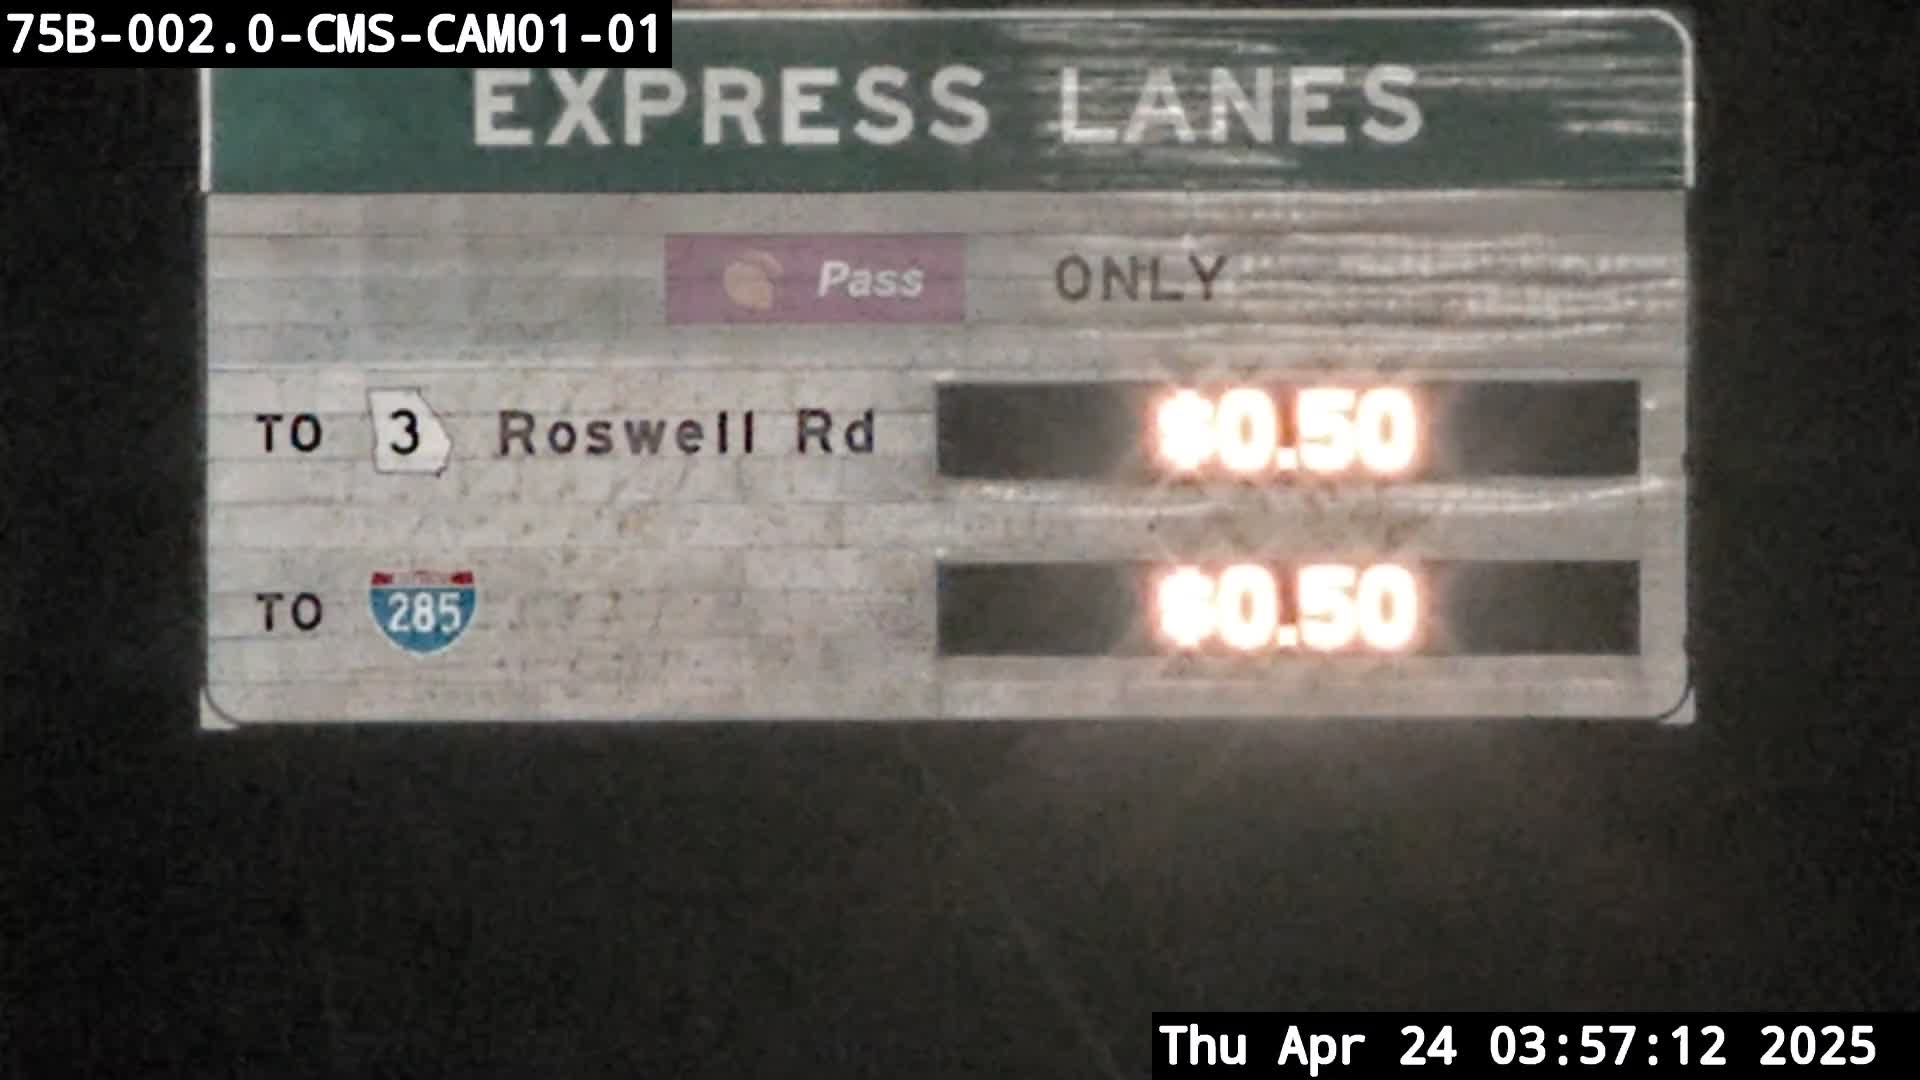 75B-002.0-CMS-CAM01-01
EXPRESS LANES
Pass ONLY
TO 3 Roswell Rd $0.50
TO 285 $0.50
Thu Apr 24 03:57:12 2025